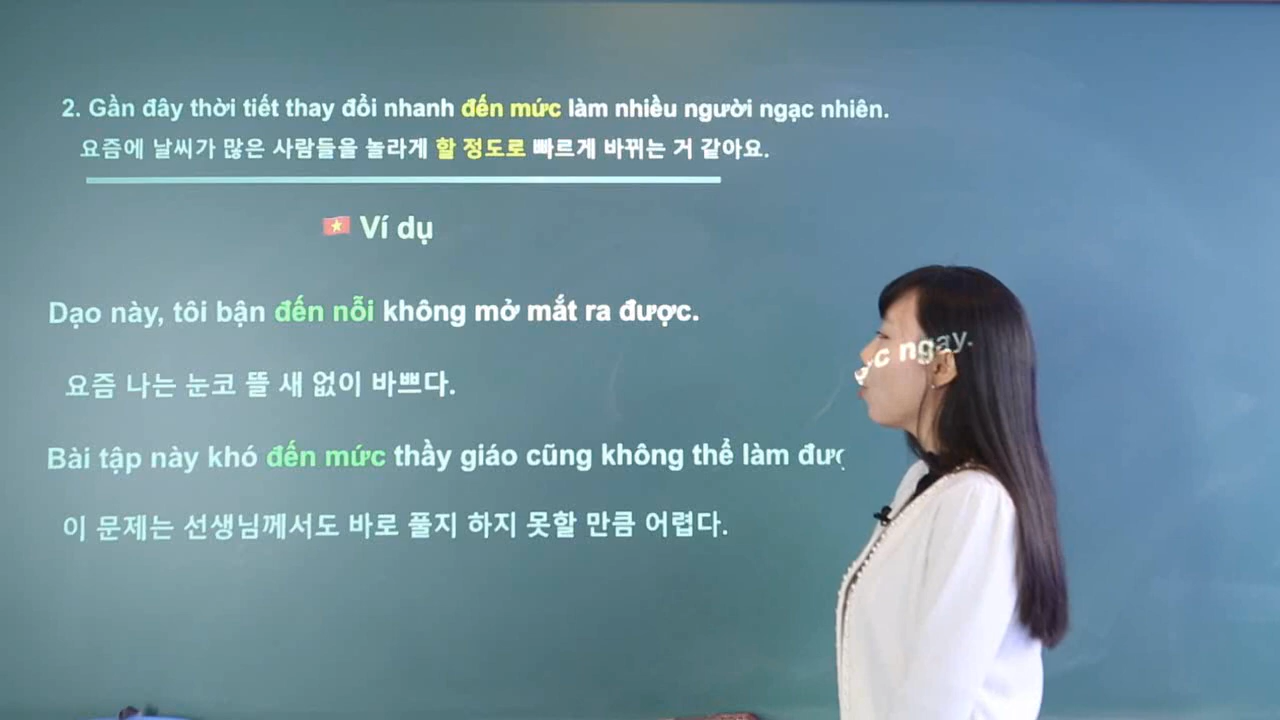 2. Gần đây thời tiết thay đổi nhanh đến mức làm nhiều người ngạc nhiên.
요즘에 날씨가 많은 사람들을 놀라게 할 정도로 빠르게 바뀌는 거 같아요.
Ví dụ
Dạo này, tôi bận đến nỗi không mở mắt ra được.
요즘 나는 눈코 뜰 새 없이 바쁘다.
Bài tập này khó đến mức thầy giáo cũng không thể làm được ngay.
이 문제는 선생님께서도 바로 풀지 하지 못할 만큼 어렵다.